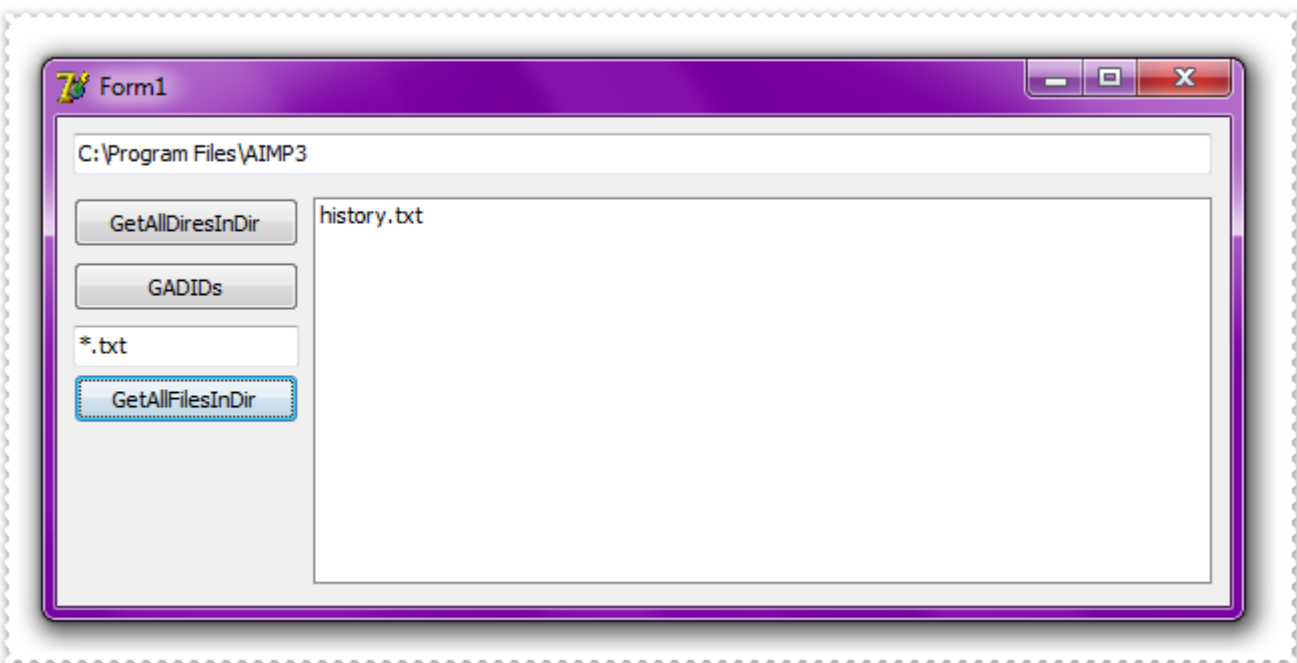 Form1
C:\Program Files\AIMP3
GetAllDiresInDir
history.txt
GADIDs
*.txt
GetAllFilesInDir